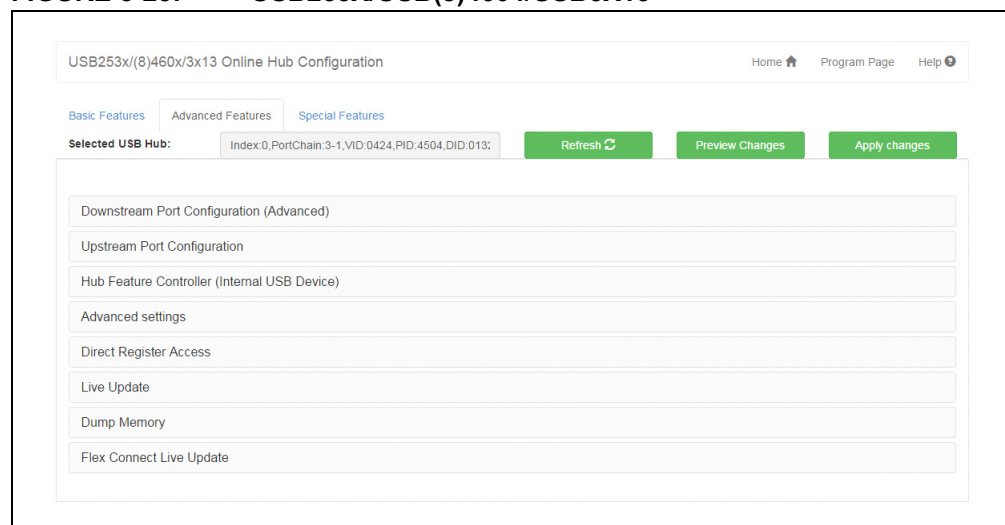 USB253x/(8)460x/3x13 Online Hub Configuration Home Program Page Help
Basic Features Advanced Features Special Features
Selected USB Hub: Index:0,PortChain:3-1,VID:0424,PID:4504,DID:013: Refresh Preview Changes Apply changes
Downstream Port Configuration (Advanced)
Upstream Port Configuration
Hub Feature Controller (Internal USB Device)
Advanced settings
Direct Register Access
Live Update
Dump Memory
Flex Connect Live Update